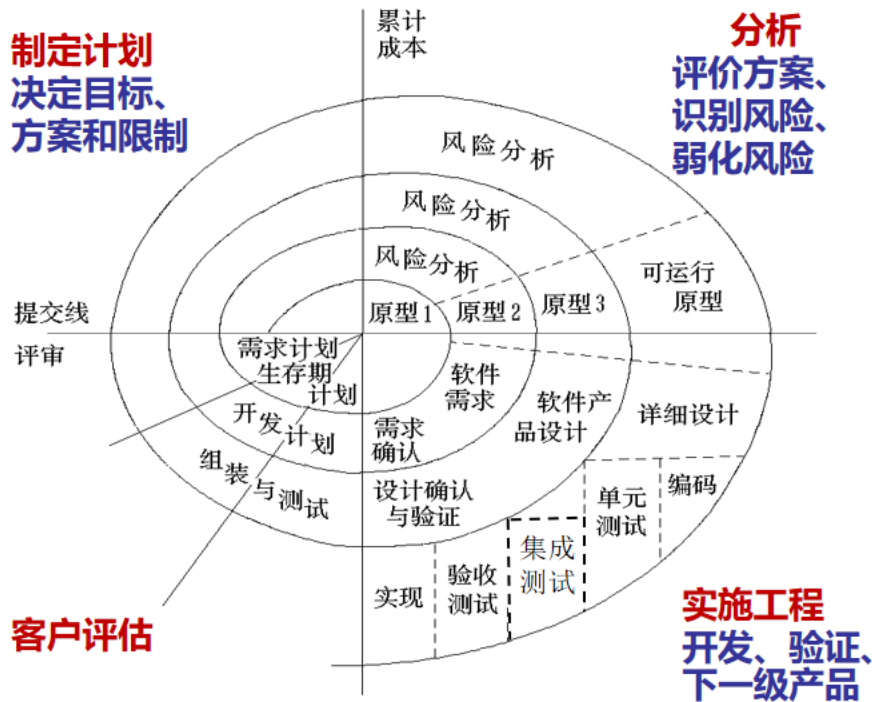 累计
成本
制定计划
决定目标、
方案和限制
分析
评价方案、
识别风险、
弱化风险
风险分析
风险分析
风险分析
可运行
原型
原型1
原型2
原型3
提交线
评审
需求计划
生存期
计划
软件
需求
软件产
品设计
详细设计
开发计划
需求
确认
组装与测试
设计确认
与验证
单元
测试
编码
集成
测试
实现
验收
测试
客户评估
实施工程
开发、验证、
下一级产品